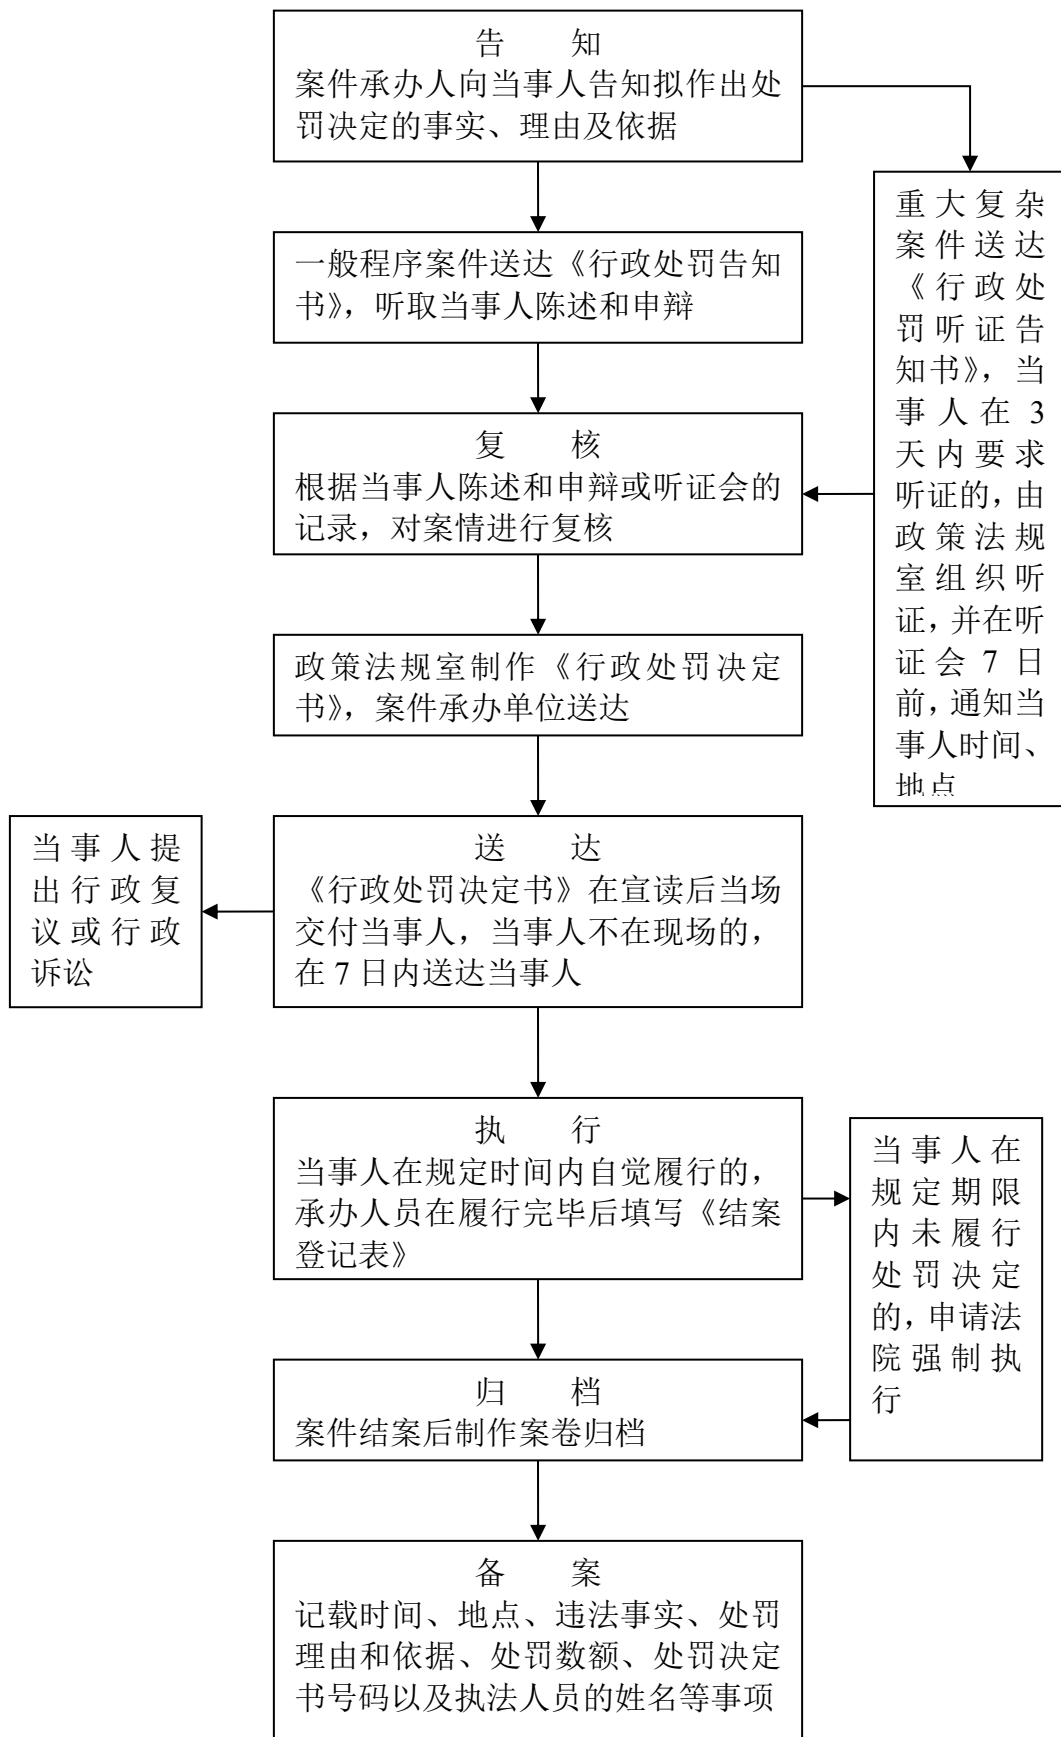 告 知
案件承办人向当事人告知拟作出处
罚决定的事实、理由及依据
一般程序案件送达《行政处罚告知
书》，听取当事人陈述和申辩
重大复杂
案件送达
《行政处
罚听证告
知书》，当
事人在 3
天内要求
听证的，由
政策法规
室组织听
证，并在听
证会 7 日
前，通知当
事人时间、
地点
复 核
根据当事人陈述和申辩或听证会的
记录，对案情进行复核
政策法规室制作《行政处罚决定
书》，案件承办单位送达
送 达
《行政处罚决定书》在宣读后当场
交付当事人，当事人不在现场的，
在 7 日内送达当事人
当事人提
出行政复
议或行政
诉讼
执 行
当事人在规定时间内自觉履行的，
承办人员在履行完毕后填写《结案
登记表》
当事人在
规定期限
内未履行
处罚决定
的，申请法
院强制执
行
归 档
案件结案后制作案卷归档
备 案
记载时间、地点、违法事实、处罚
理由和依据、处罚数额、处罚决定
书号码以及执法人员的姓名等事项